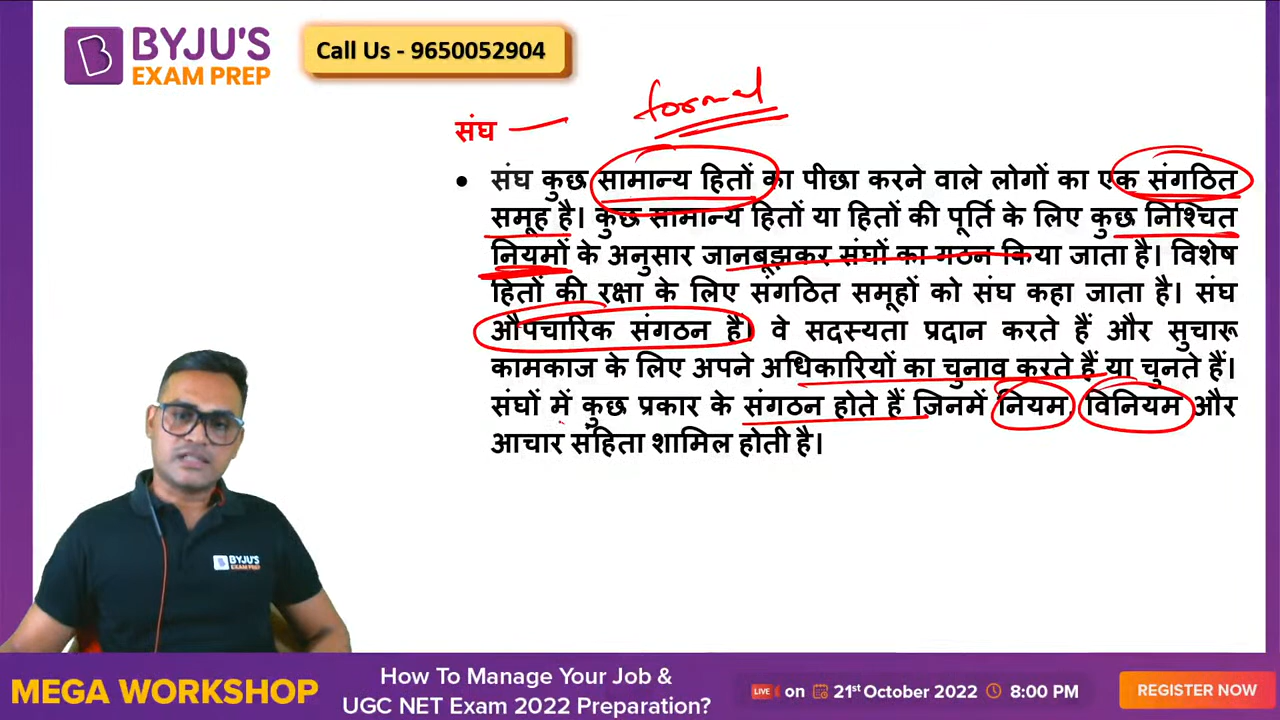 BYJU'S
EXAM PREP
Call Us - 9650052904
formal
संघ
• संघ कुछ सामान्य हितों का पीछा करने वाले लोगों का एक संगठित
समूह है। कुछ सामान्य हितों या हितों की पूर्ति के लिए कुछ निश्चित
नियमों के अनुसार जानबूझकर संघों का गठन किया जाता है। विशेष
हितों की रक्षा के लिए संगठित समूहों को संघ कहा जाता है। संघ
औपचारिक संगठन है। वे सदस्यता प्रदान करते हैं और सुचारू
कामकाज के लिए अपने अधिकारियों का चुनाव करते हैं या चुनते हैं।
संघों में कुछ प्रकार के संगठन होते हैं जिनमें नियम, विनियम और
आचार संहिता शामिल होती है।
BYJU'S
EXAM PREP
MEGA WORKSHOP
How To Manage Your Job &
UGC NET Exam 2022 Preparation?
LIVE on 21st October 2022 8:00 PM
REGISTER NOW